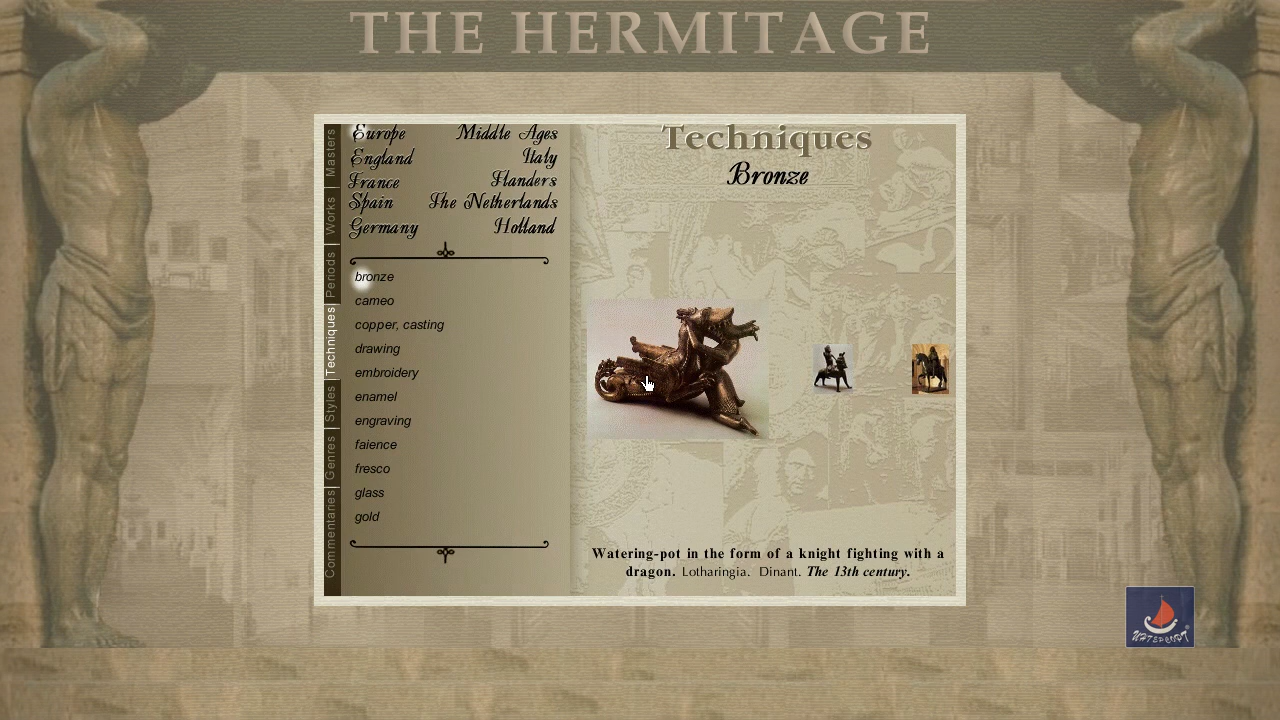 THE HERMITAGE
Masters
Works
Periods
Techniques
Styles
Genres
Commentaries
Europe Middle Ages
England Italy
France Flanders
Spain The Netherlands
Germany Holland
bronze
cameo
copper, casting
drawing
embroidery
enamel
engraving
faience
fresco
glass
gold
Techniques
Bronze
Watering-pot in the form of a knight fighting with a
dragon. Lotharingia. Dinant. The 13th century.